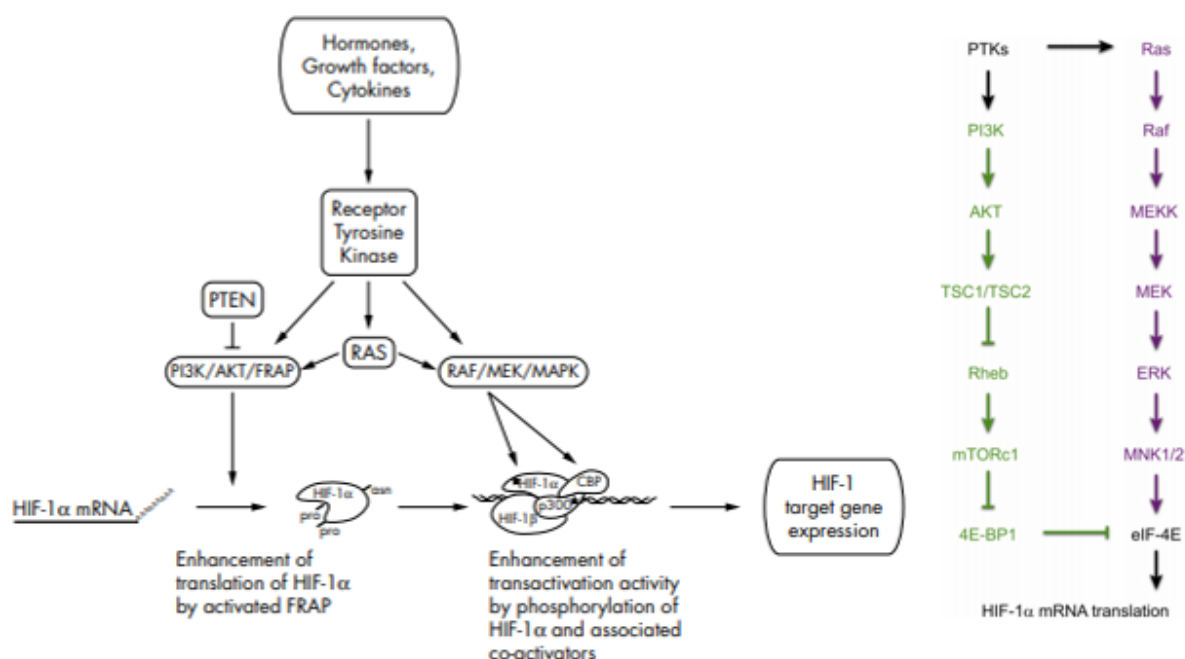 Hormones,
Growth factors,
Cytokines
Receptor
Tyrosine
Kinase
PTEN
RAS
PI3K/AKT/FRAP
RAF/MEK/MAPK
HIF-1α mRNA
HIF-1α
asn
pro
pro
HIF-1α
CBP
p300
HIF-1β
HIF-1
target gene
expression
Enhancement of
translation of HIF-1α
by activated FRAP
Enhancement of
transactivation activity
by phosphorylation of
HIF-1α and associated
co-activators
PTKs
Ras
PI3K
Raf
AKT
MEKK
TSC1/TSC2
MEK
Rheb
ERK
mTORc1
MNK1/2
4E-BP1
eIF-4E
HIF-1α mRNA translation